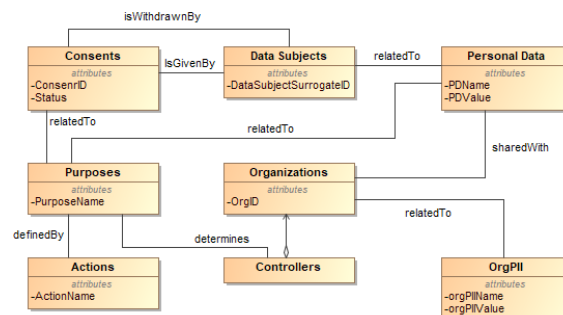 isWithdrawnBy
Consents
attributes
-ConsenrID
-Status
IsGivenBy
Data Subjects
attributes
-DataSubjectSurrogateID
relatedTo
Personal Data
attributes
-PDName
-PDValue
relatedTo
relatedTo
sharedWith
Purposes
attributes
-PurposeName
Organizations
attributes
-OrgID
relatedTo
definedBy
determines
Actions
attributes
-ActionName
Controllers
OrgPII
attributes
-orgPIIName
-orgPIIValue